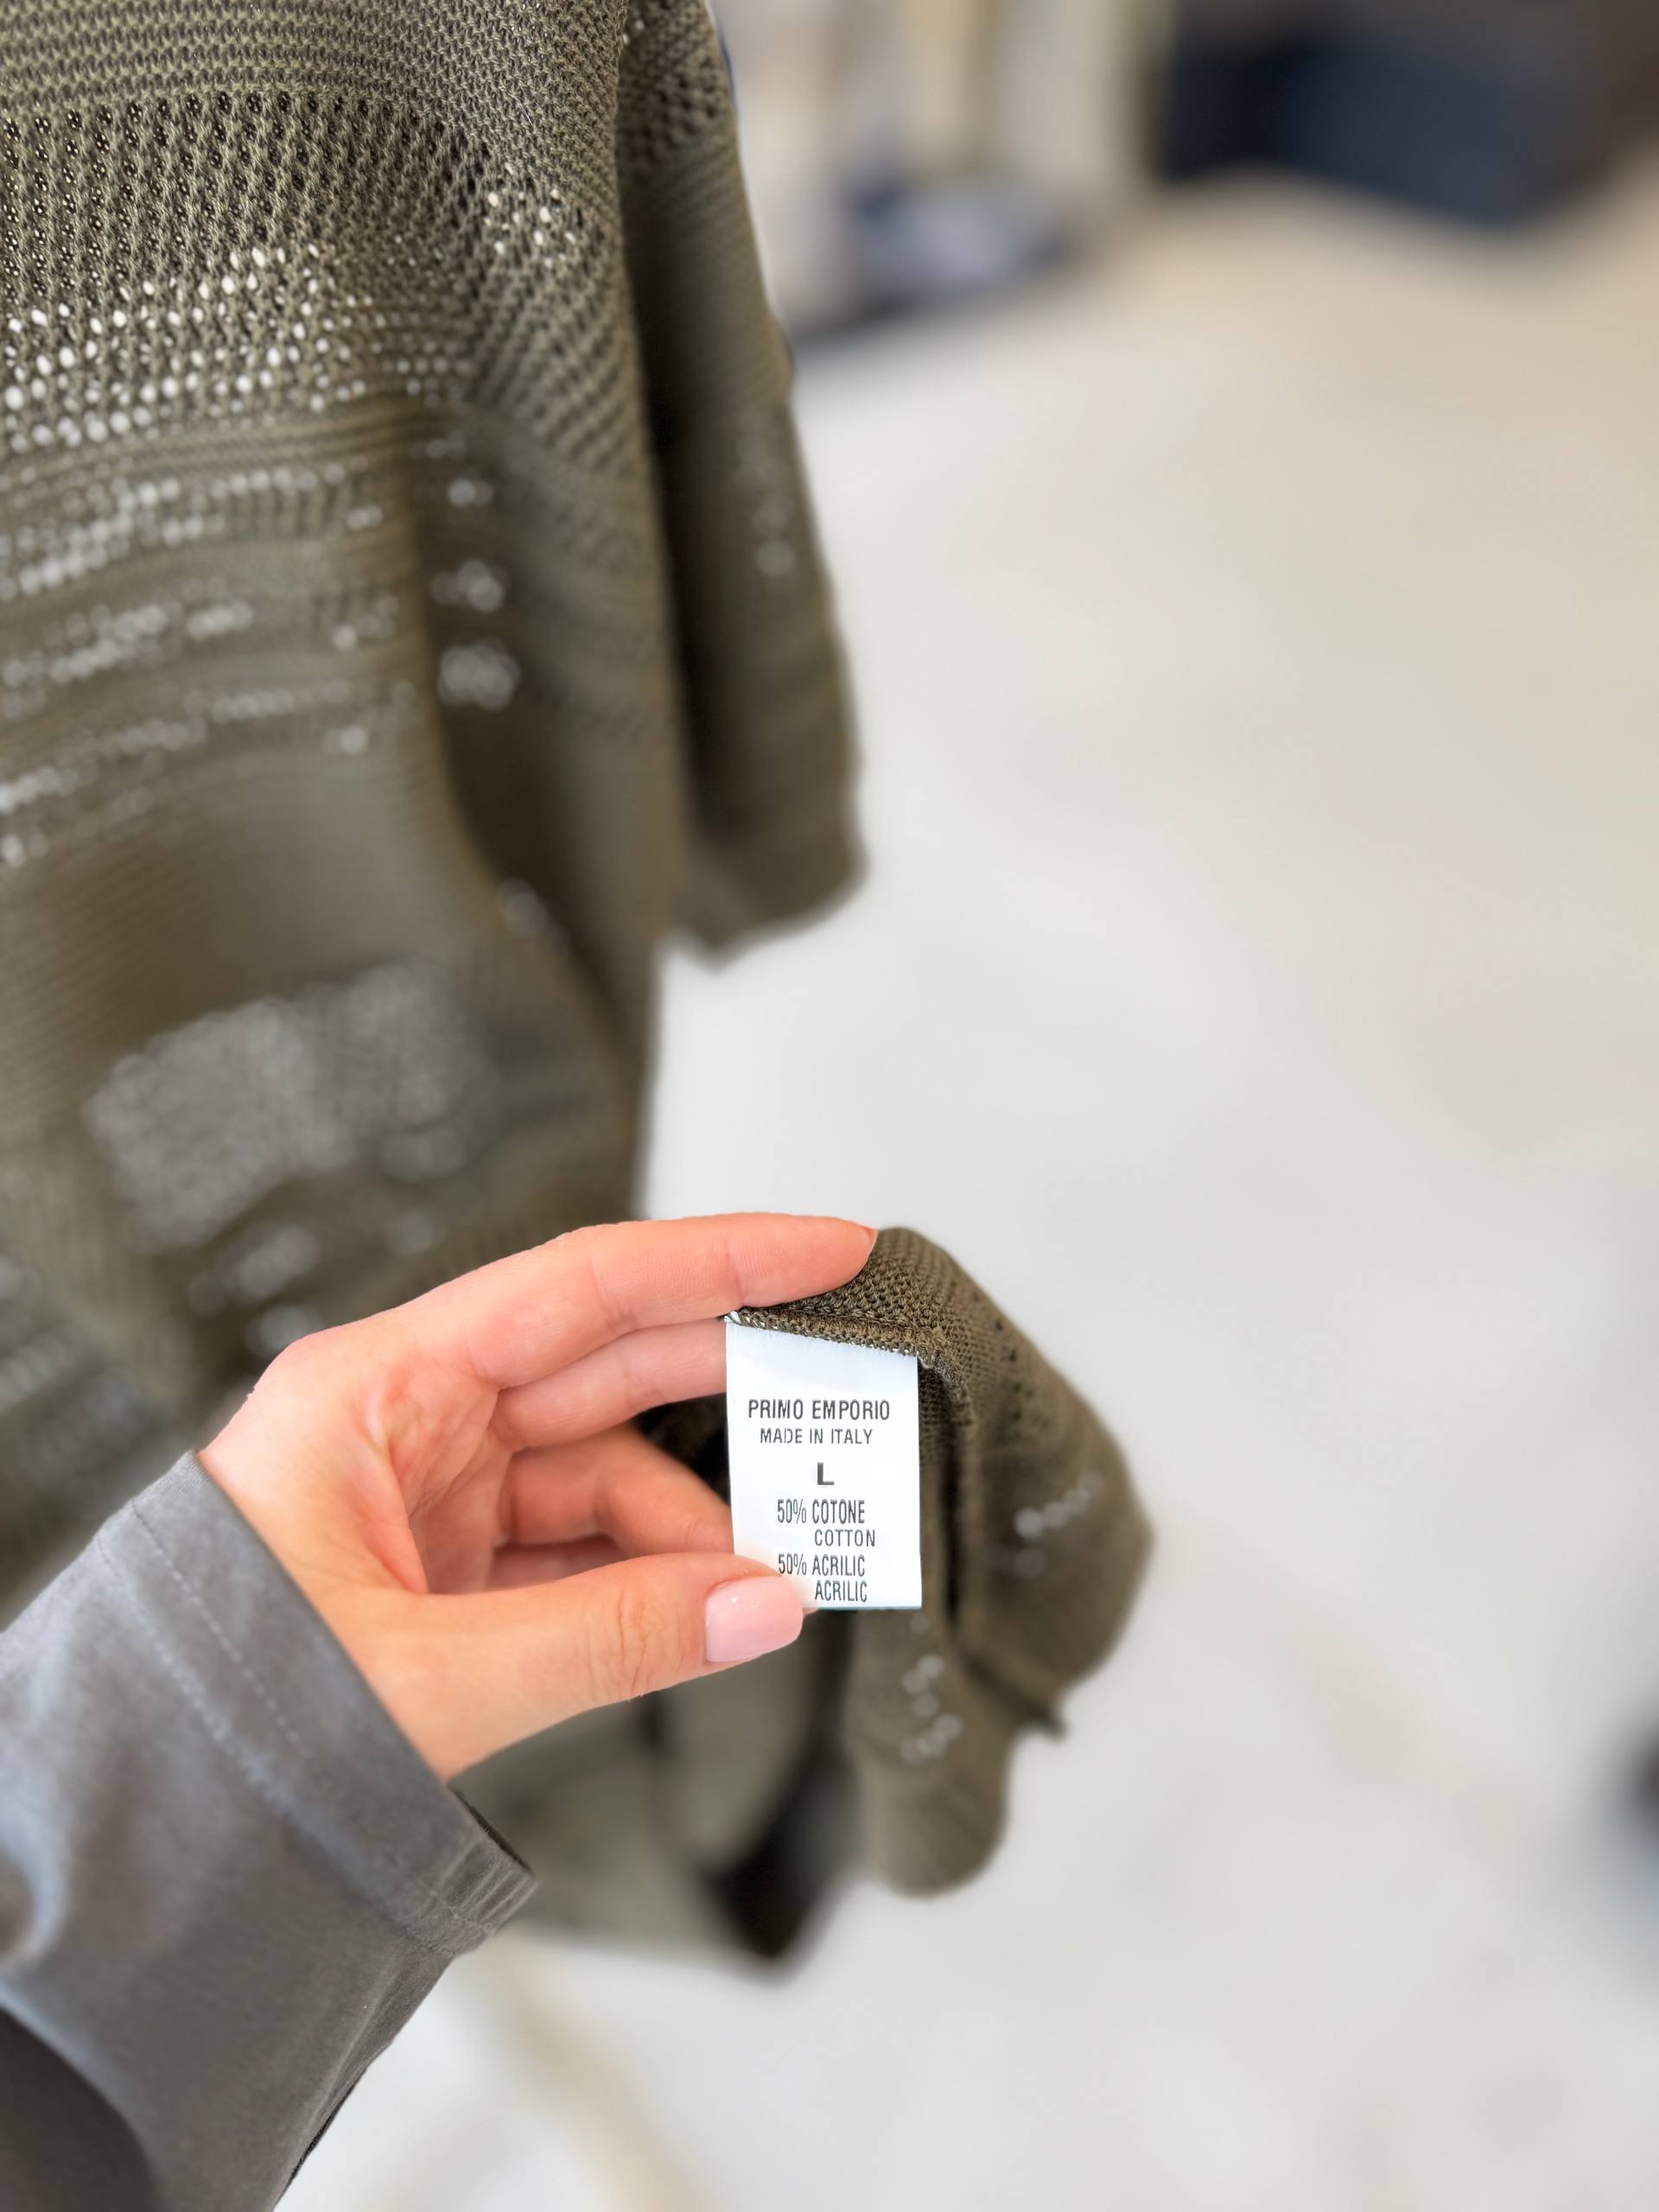 PRIMO EMPORIO
MADE IN ITALY
L
50% COTONE
COTTON
50% ACRILIC
ACRILIC